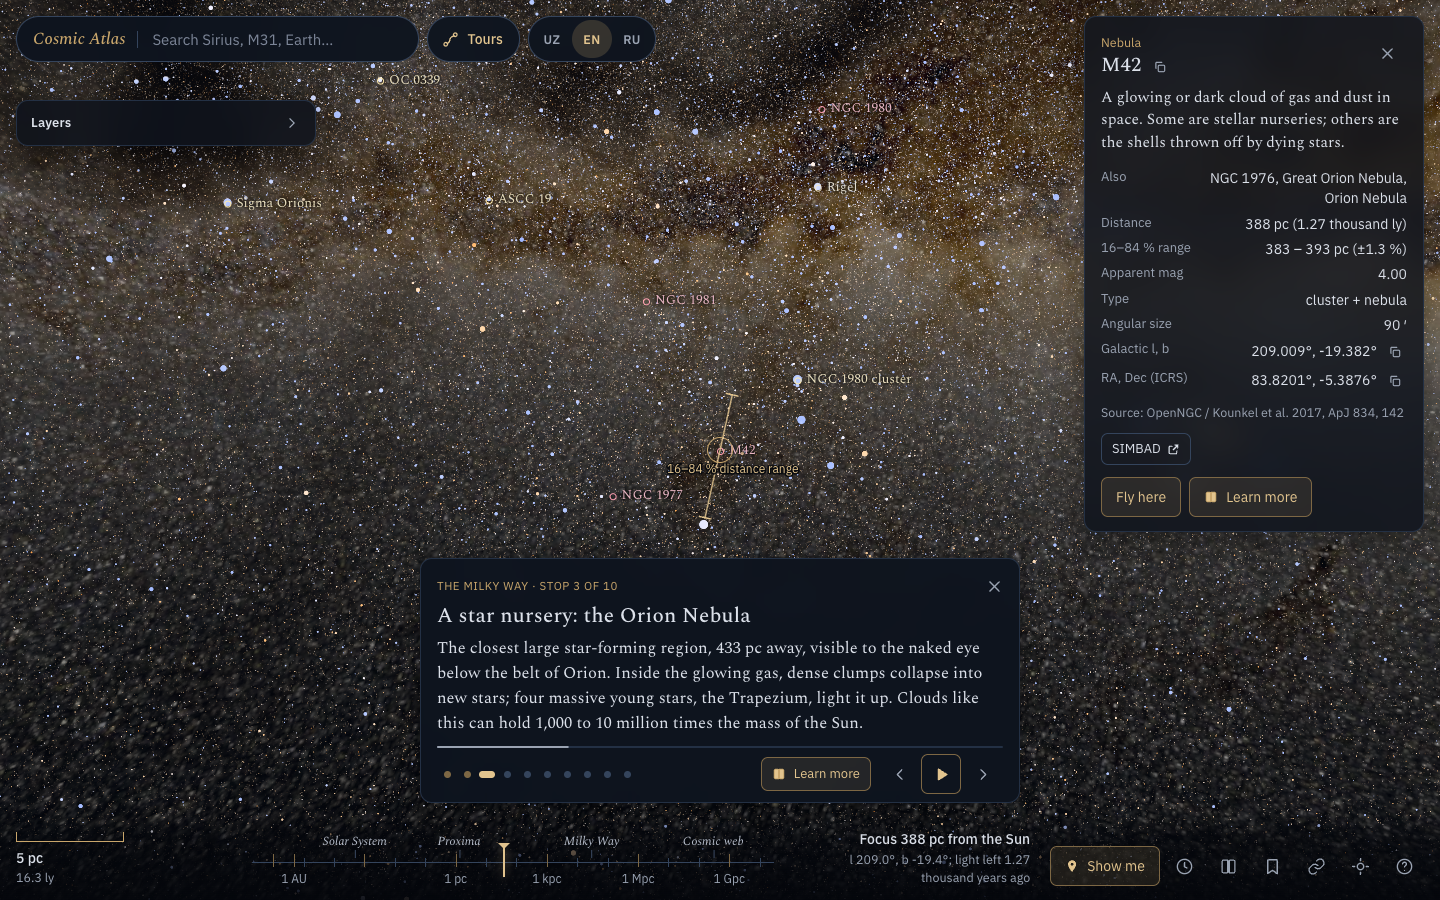 Cosmic Atlas
Search Sirius, M31, Earth...
Tours
UZ
EN
RU
OC 0339
NGC 1980
Layers
Rigel
Sigma Orionis
ASCC 19
NGC 1981
NGC 1980 cluster
M42
16–84 % distance range
NGC 1977
Nebula
M42
A glowing or dark cloud of gas and dust in
space. Some are stellar nurseries; others are
the shells thrown off by dying stars.
Also NGC 1976, Great Orion Nebula,
Orion Nebula
Distance 388 pc (1.27 thousand ly)
16–84 % range 383 – 393 pc (±1.3 %)
Apparent mag 4.00
Type cluster + nebula
Angular size 90 ′
Galactic l, b 209.009°, -19.382°
RA, Dec (ICRS) 83.8201°, -5.3876°
Source: OpenNGC / Kounkel et al. 2017, ApJ 834, 142
SIMBAD
Fly here
Learn more
THE MILKY WAY · STOP 3 OF 10
A star nursery: the Orion Nebula
The closest large star-forming region, 433 pc away, visible to the naked eye
below the belt of Orion. Inside the glowing gas, dense clumps collapse into
new stars; four massive young stars, the Trapezium, light it up. Clouds like
this can hold 1,000 to 10 million times the mass of the Sun.
Learn more
5 pc
16.3 ly
Solar System
Proxima
Milky Way
Cosmic web
1 AU
1 pc
1 kpc
1 Mpc
1 Gpc
Focus 388 pc from the Sun
l 209.0°, b -19.4°; light left 1.27
thousand years ago
Show me